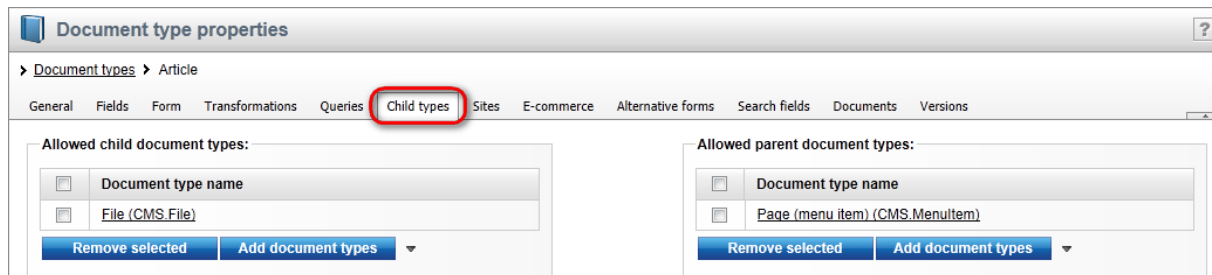 Document type properties
?
Document types > Article
General Fields Form Transformations Queries Child types Sites E-commerce Alternative forms Search fields Documents Versions
Allowed child document types:
Document type name
File (CMS.File)
Remove selected Add document types
Allowed parent document types:
Document type name
Page (menu item) (CMS.MenuItem)
Remove selected Add document types